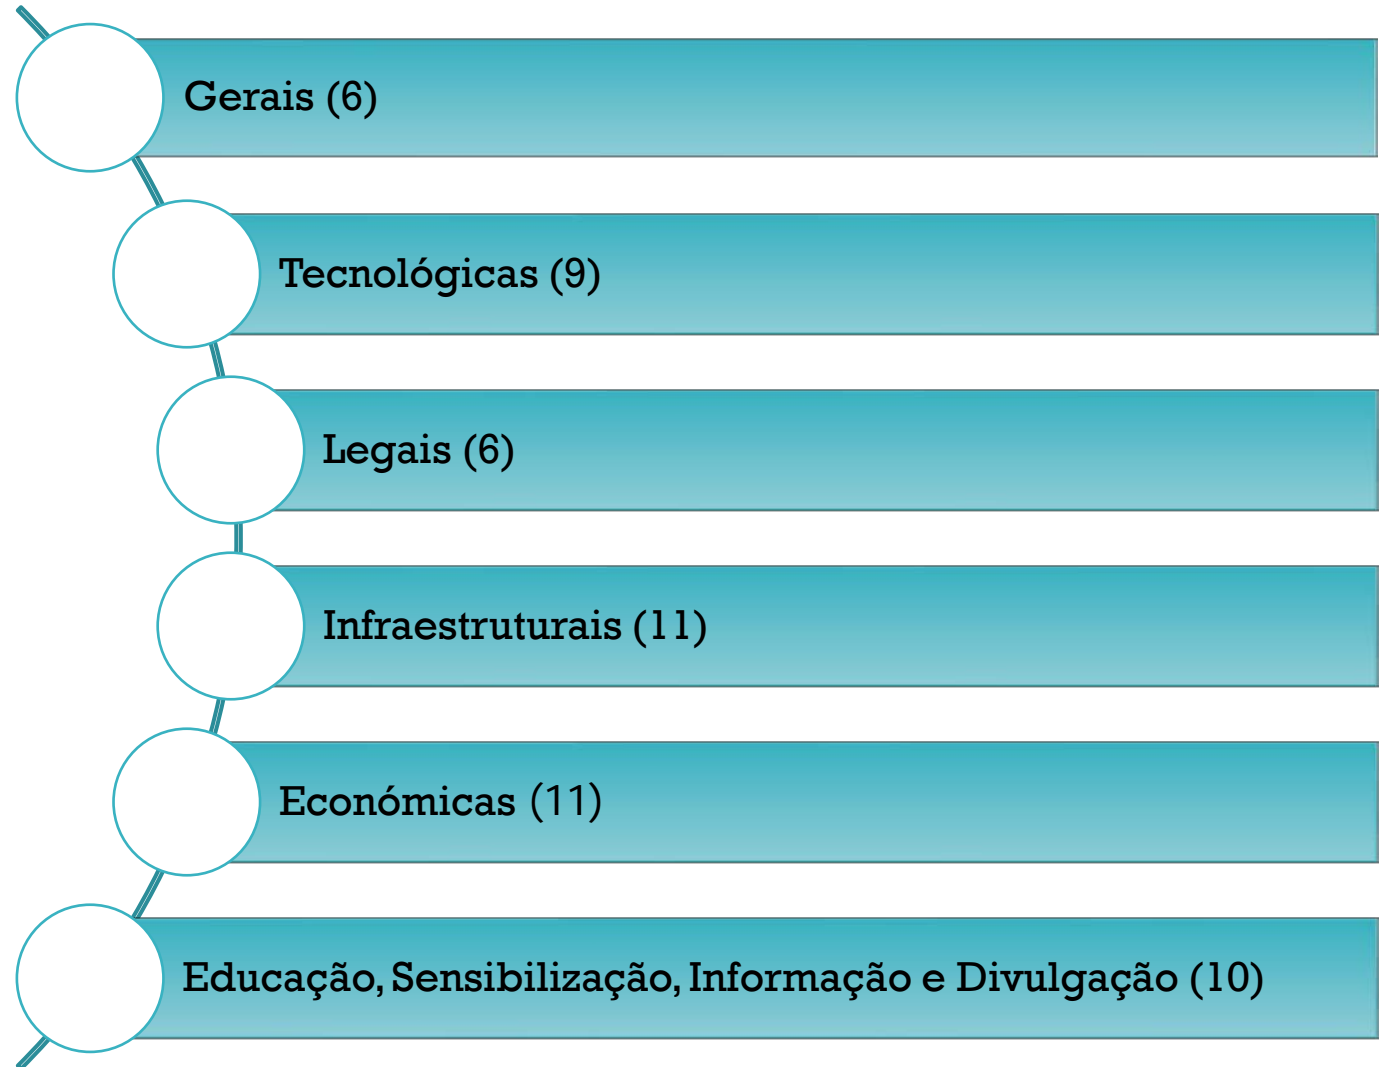 Gerais (6)
Tecnológicas (9)
Legais (6)
Infraestruturais (11)
Económicas (11)
Educação, Sensibilização, Informação e Divulgação (10)